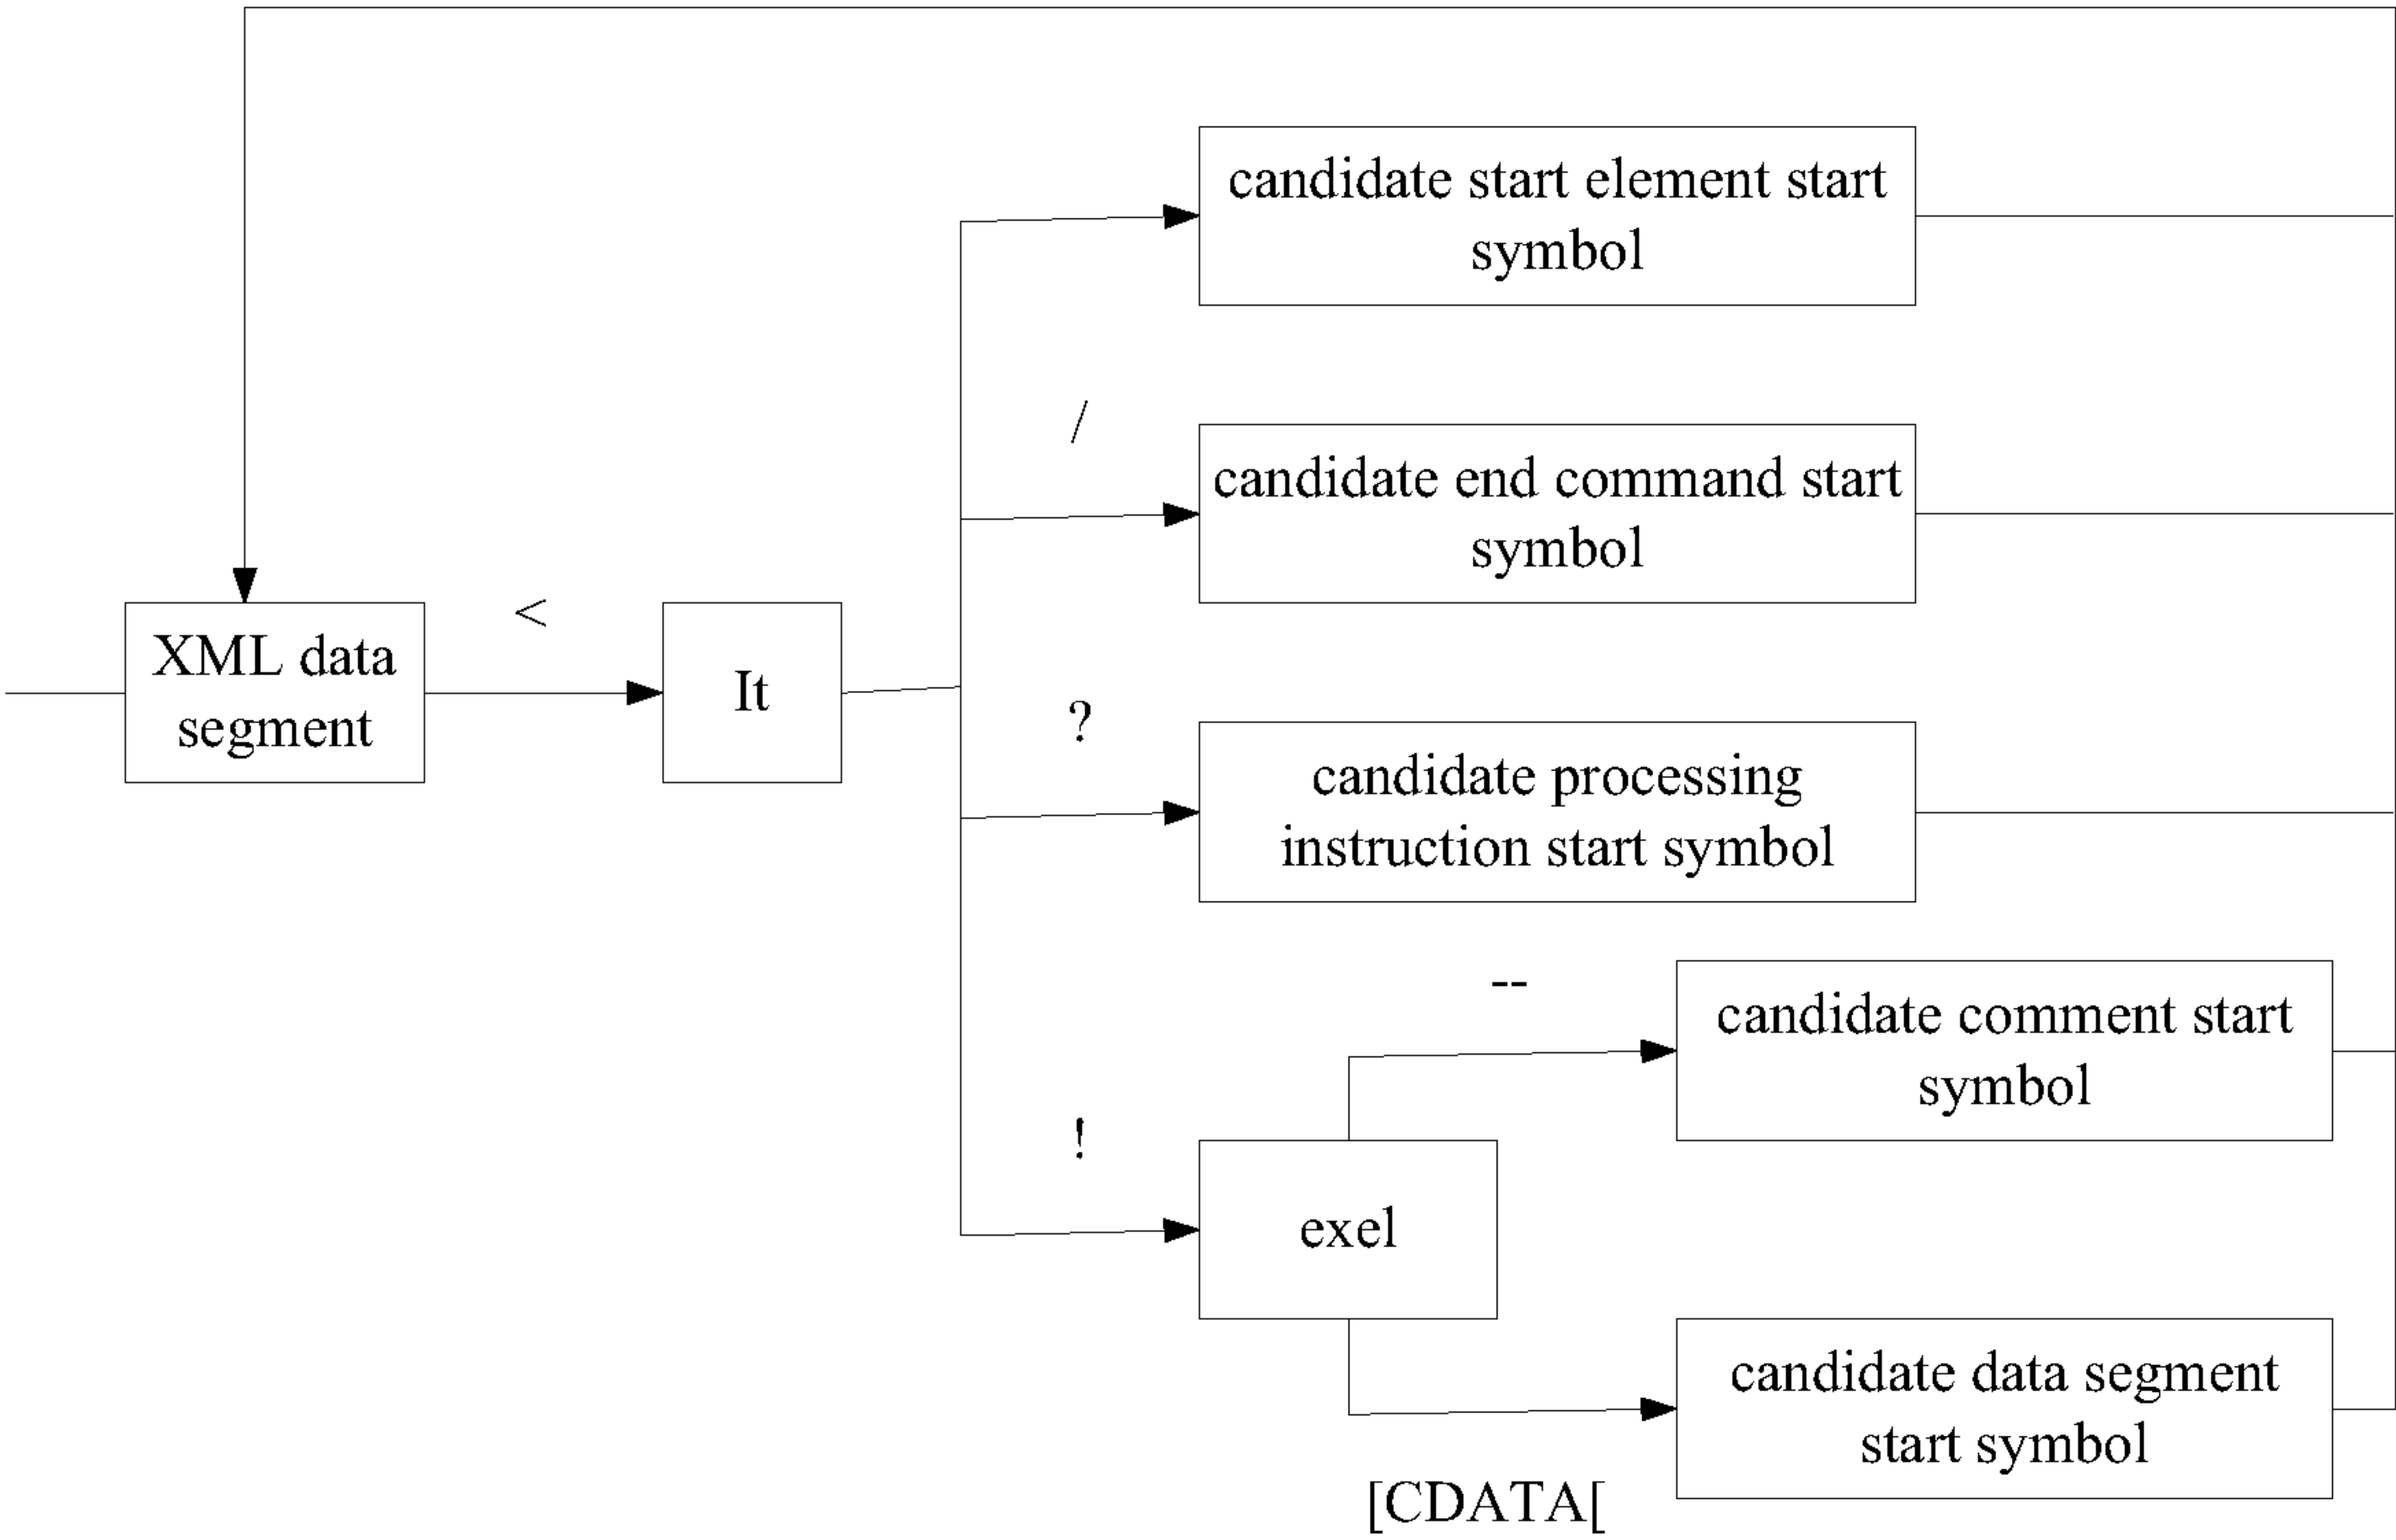 candidate start element start
symbol
/
candidate end command start
symbol
<
XML data
segment
It
?
candidate processing
instruction start symbol
--
candidate comment start
symbol
!
exel
candidate data segment
start symbol
[CDATA[